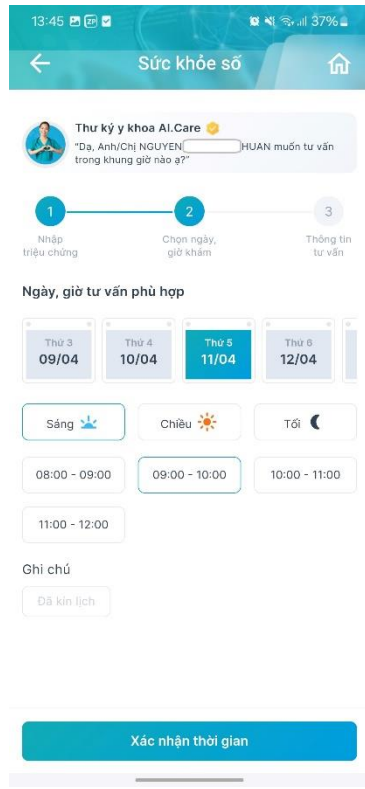 13:45 ZP 37%
Sức khỏe số
Thư ký y khoa AI.Care
"Dạ, Anh/Chị NGUYEN HUAN muốn tư vấn
trong khung giờ nào ạ?"
1 2 3
Nhập
triệu chứng
Chọn ngày,
giờ khám
Thông tin
tư vấn
Ngày, giờ tư vấn phù hợp
Thứ 3 Thứ 4 Thứ 5 Thứ 6
09/04 10/04 11/04 12/04
Sáng Chiều Tối
08:00 - 09:00 09:00 - 10:00 10:00 - 11:00
11:00 - 12:00
Ghi chú
Đã kín lịch
Xác nhận thời gian